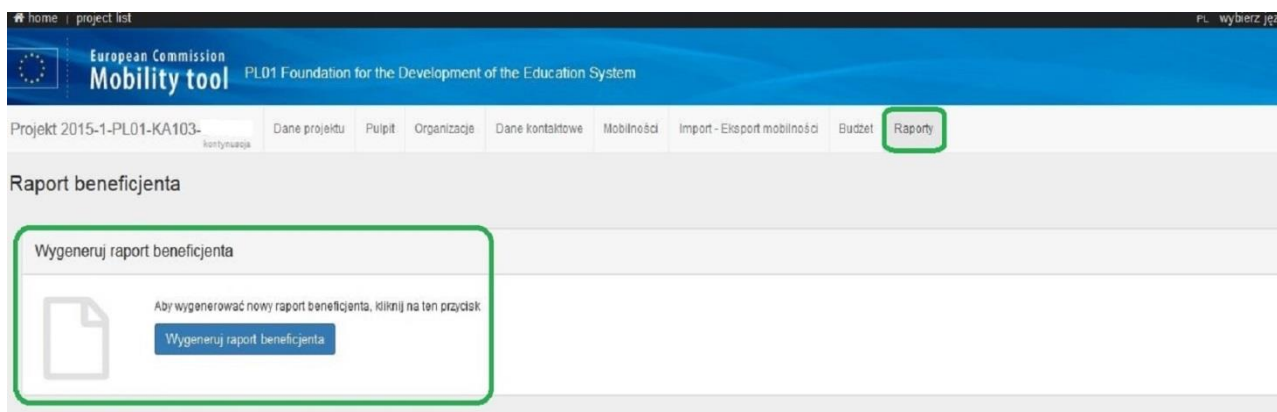 home | project list PL wybierz jęz
European Commission
Mobility tool PL01 Foundation for the Development of the Education System
Projekt 2015-1-PL01-KA103- Dane projektu Pulpit Organizacje Dane kontaktowe Mobilności Import - Eksport mobilności Budżet Raporty
kontynuacja
Raport beneficjenta
Wygeneruj raport beneficjenta
Aby wygenerować nowy raport beneficjenta, kliknij na ten przycisk
Wygeneruj raport beneficjenta